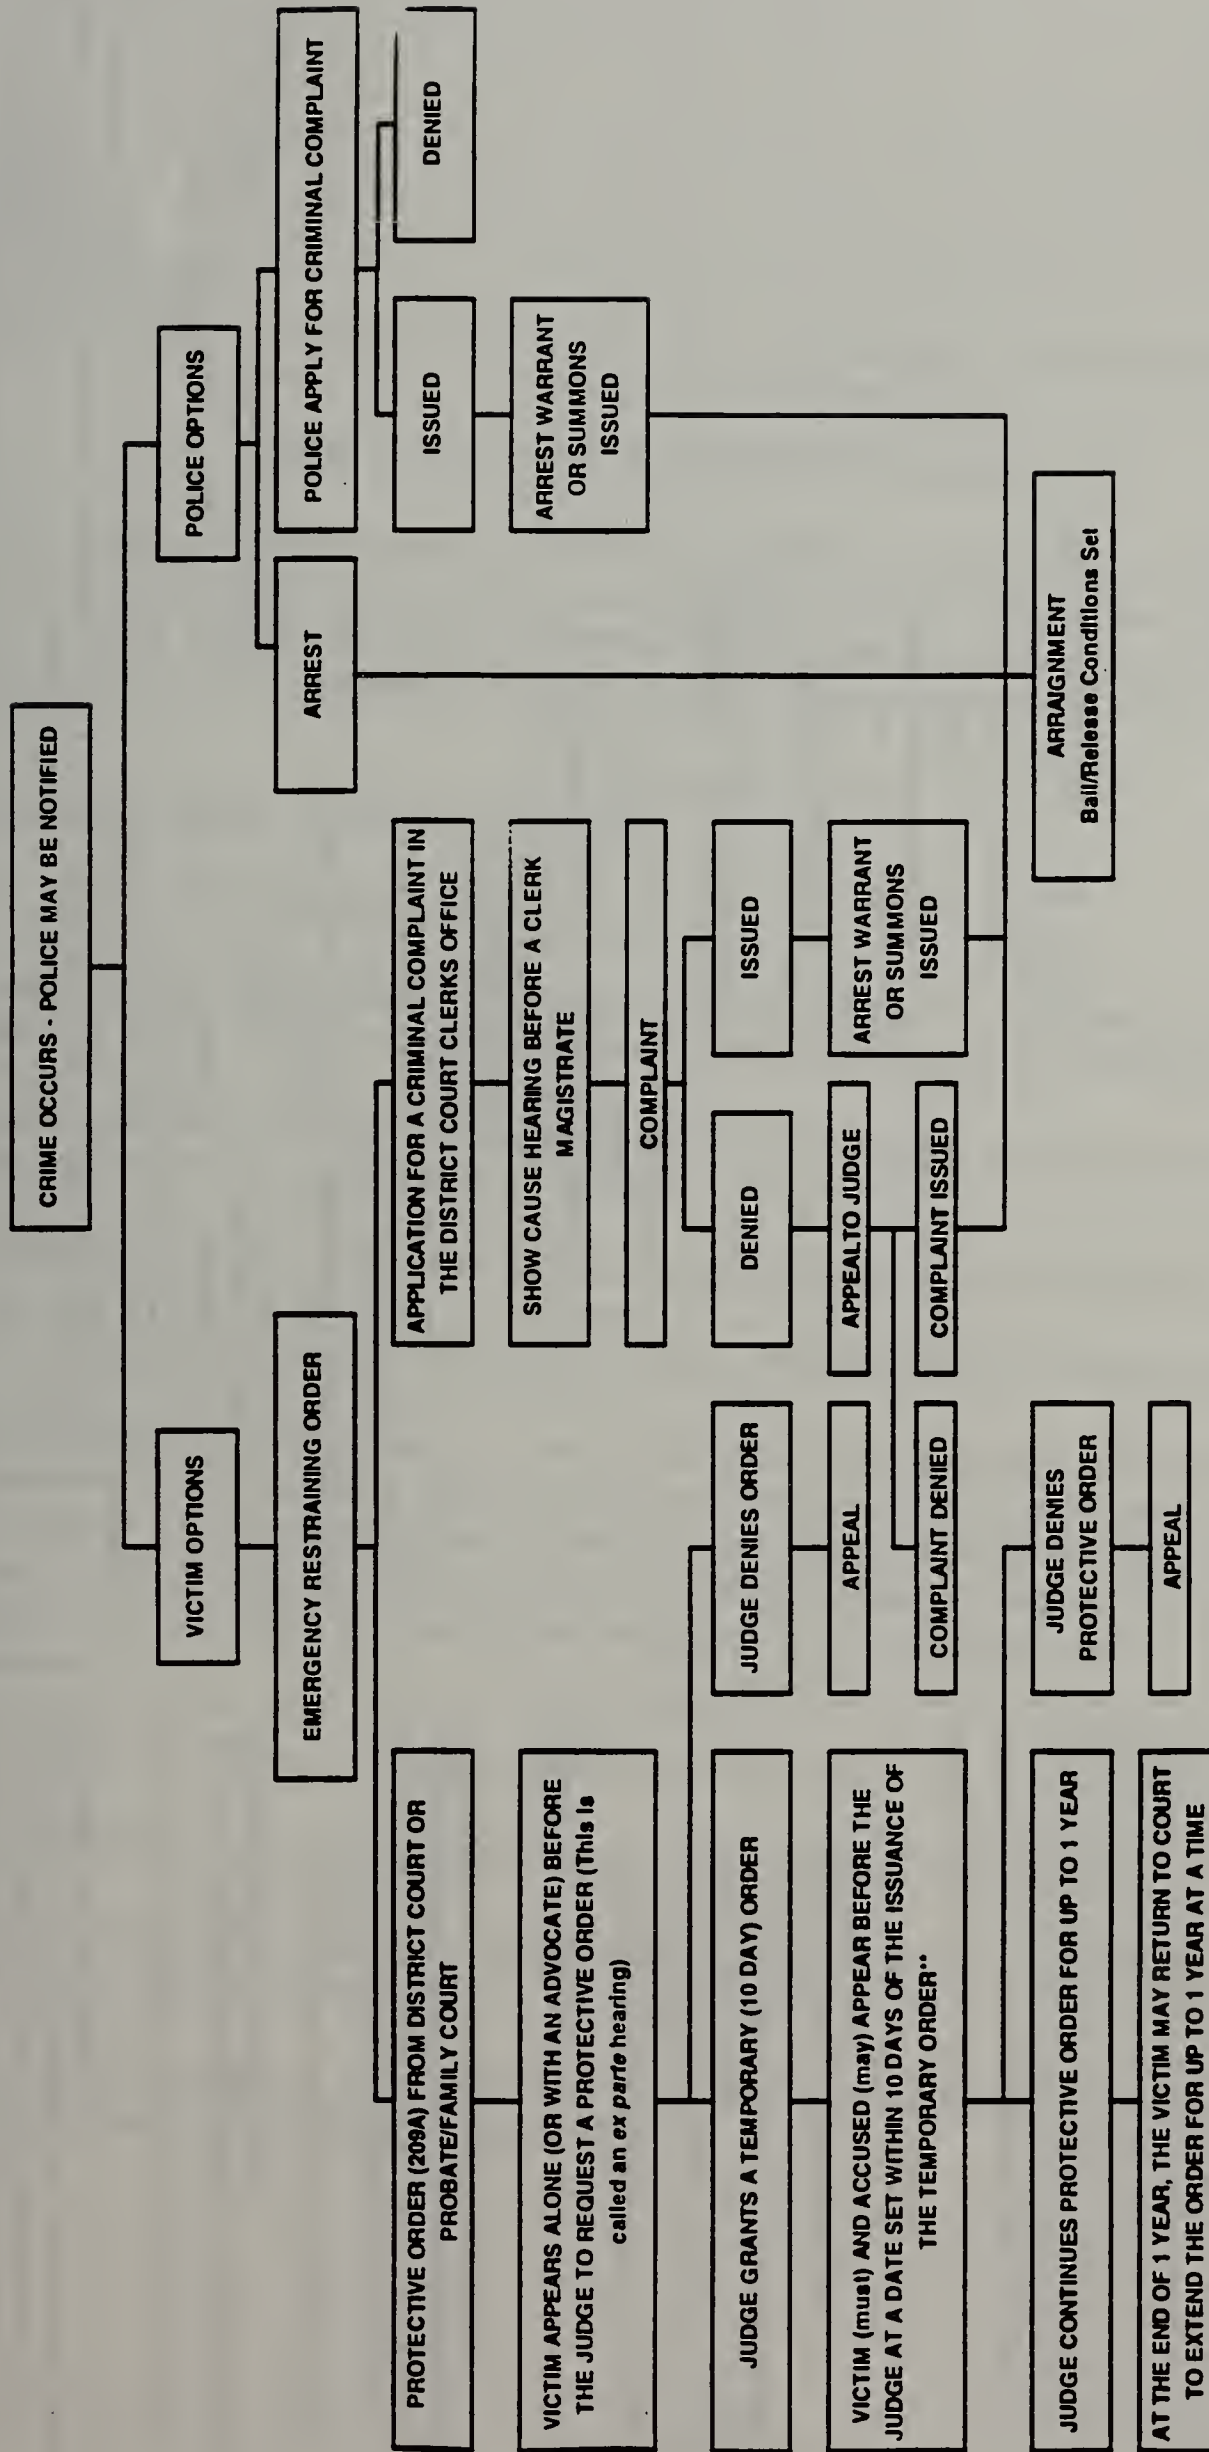 CRIME OCCURS - POLICE MAY BE NOTIFIED
VICTIM OPTIONS
POLICE OPTIONS
EMERGENCY RESTRAINING ORDER
ARREST
POLICE APPLY FOR CRIMINAL COMPLAINT
PROTECTIVE ORDER (209A) FROM DISTRICT COURT OR
PROBATE/FAMILY COURT
APPLICATION FOR A CRIMINAL COMPLAINT IN
THE DISTRICT COURT CLERKS OFFICE
ISSUED
DENIED
VICTIM APPEARS ALONE (OR WITH AN ADVOCATE) BEFORE
THE JUDGE TO REQUEST A PROTECTIVE ORDER (This is
called an ex parte hearing)
SHOW CAUSE HEARING BEFORE A CLERK
MAGISTRATE
ARREST WARRANT
OR SUMMONS
ISSUED
COMPLAINT
JUDGE GRANTS A TEMPORARY (10 DAY) ORDER
JUDGE DENIES ORDER
DENIED
ISSUED
VICTIM (must) AND ACCUSED (may) APPEAR BEFORE THE
JUDGE AT A DATE SET WITHIN 10 DAYS OF THE ISSUANCE OF
THE TEMPORARY ORDER**
APPEAL
APPEALTO JUDGE
ARREST WARRANT
OR SUMMONS
ISSUED
COMPLAINT DENIED
COMPLAINT ISSUED
JUDGE CONTINUES PROTECTIVE ORDER FOR UP TO 1 YEAR
JUDGE DENIES
PROTECTIVE ORDER
ARRAIGNMENT
Bail/Release Conditions Set
AT THE END OF 1 YEAR, THE VICTIM MAY RETURN TO COURT
TO EXTEND THE ORDER FOR UP TO 1 YEAR AT A TIME
APPEAL